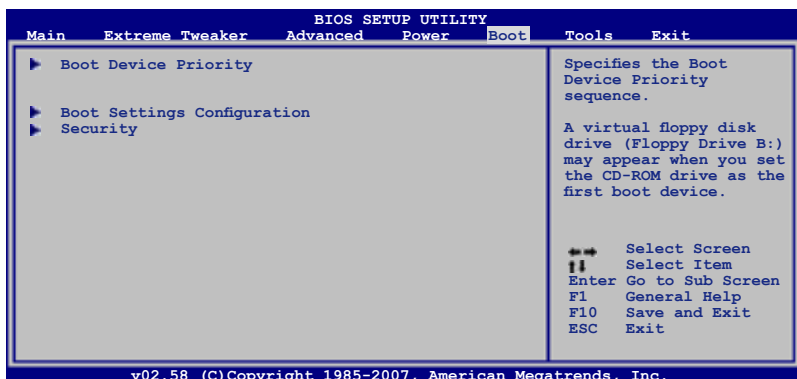 BIOS SETUP UTILITY
Main Extreme Tweaker Advanced Power Boot Tools Exit
Boot Device Priority
Boot Settings Configuration
Security
Specifies the Boot
Device Priority
sequence.
A virtual floppy disk
drive (Floppy Drive B:)
may appear when you set
the CD-ROM drive as the
first boot device.
Select Screen
Select Item
Enter Go to Sub Screen
F1 General Help
F10 Save and Exit
ESC Exit
v02.58 (C)Copyright 1985-2007, American Megatrends, Inc.